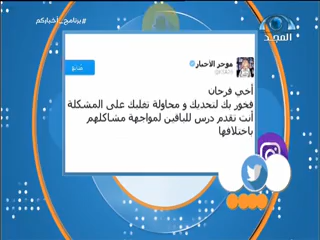 #برنامج_أخباركم
المجد
موجز الأخبار
متابع
أخي فرحان
فخور بك لتحديك و محاولة تغلبك على المشكلة
أنت تقدم درس للباقين لمواجهة مشاكلهم
باختلافها